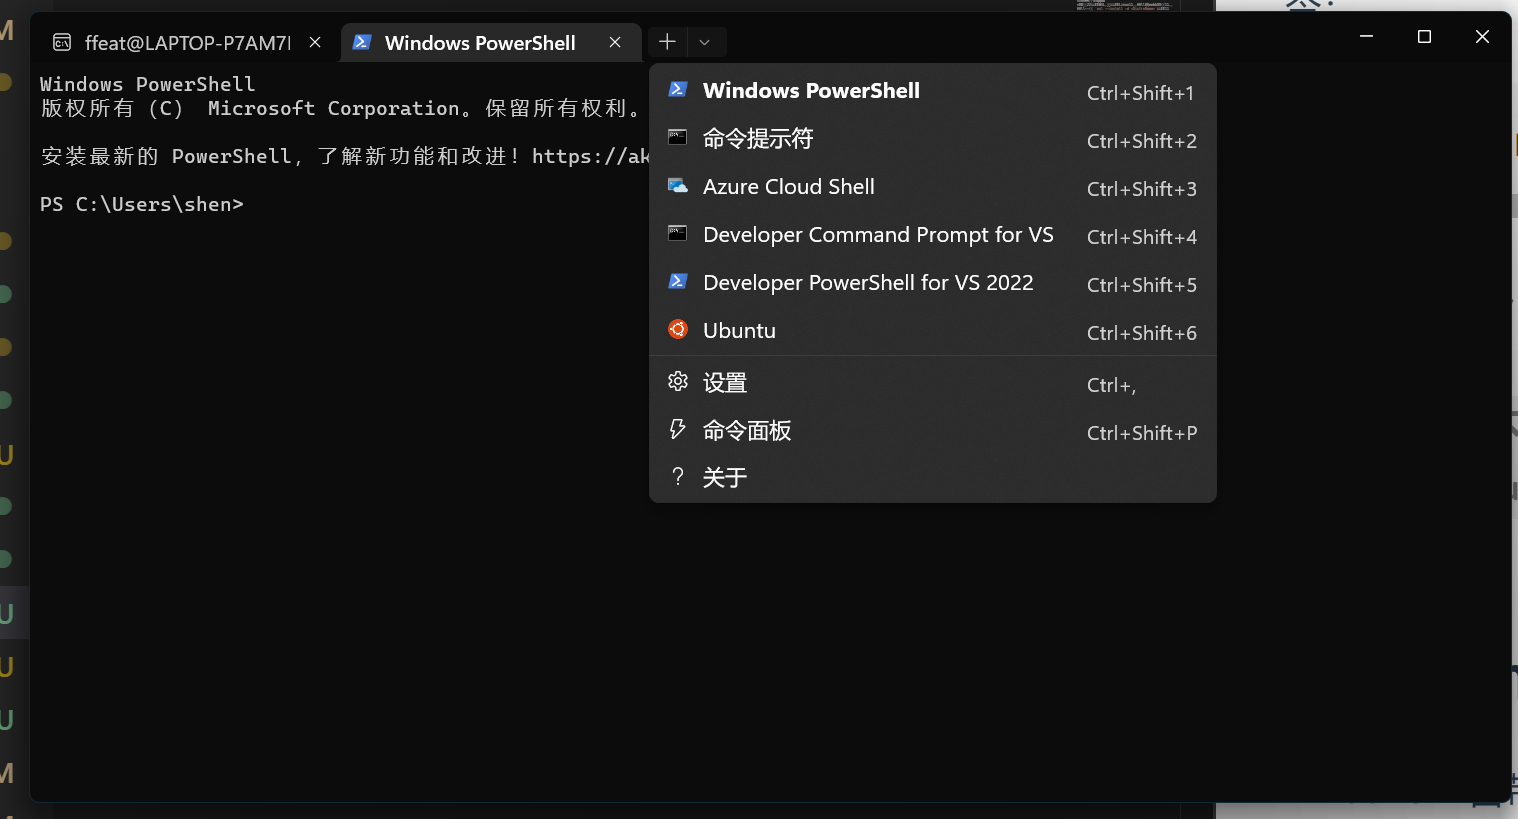 ffeat@LAPTOP-P7AM7
Windows PowerShell
Windows PowerShell
版权所有 (C) Microsoft Corporation。保留所有权利。
安装最新的 PowerShell，了解新功能和改进！https://ak
PS C:\Users\shen>
Windows PowerShell Ctrl+Shift+1
命令提示符 Ctrl+Shift+2
Azure Cloud Shell Ctrl+Shift+3
Developer Command Prompt for VS Ctrl+Shift+4
Developer PowerShell for VS 2022 Ctrl+Shift+5
Ubuntu Ctrl+Shift+6
设置 Ctrl+,
命令面板 Ctrl+Shift+P
关于
M
U
U
U
U
M